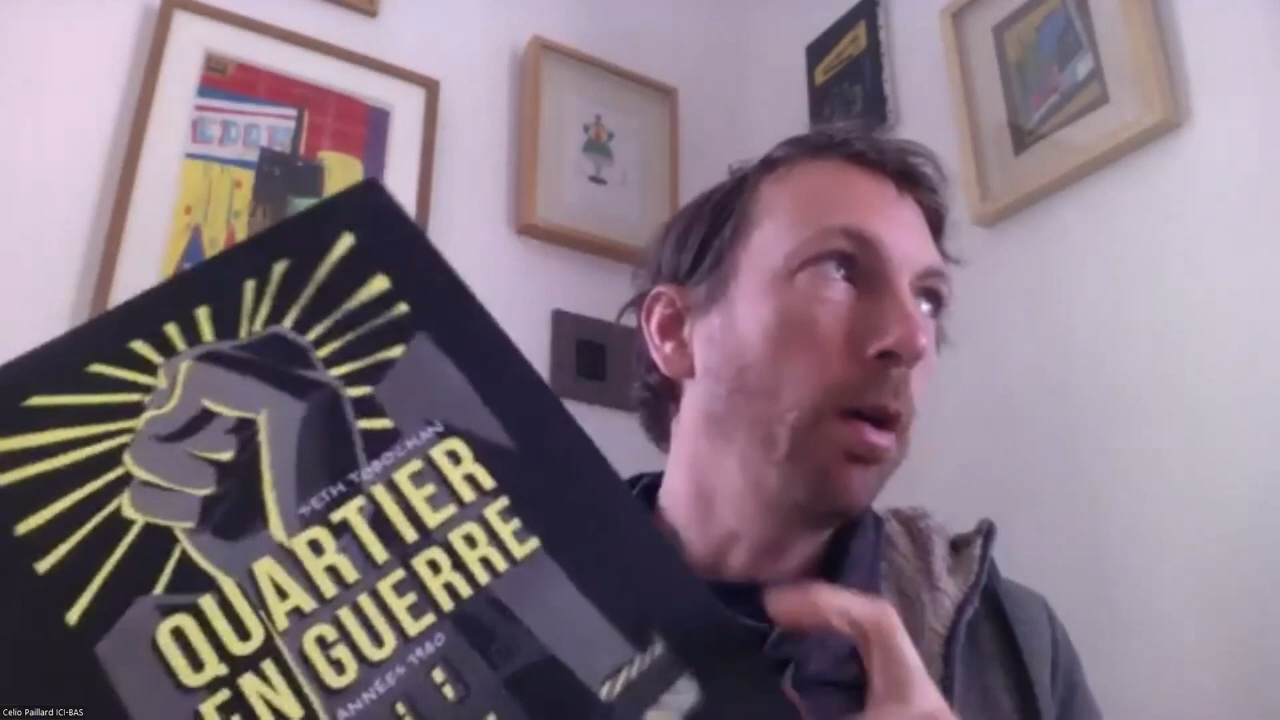 SETH TOBOCMAN
QUARTIER
EN GUERRE
ANNÉES 1980
Celio Paillard ICI-BAS